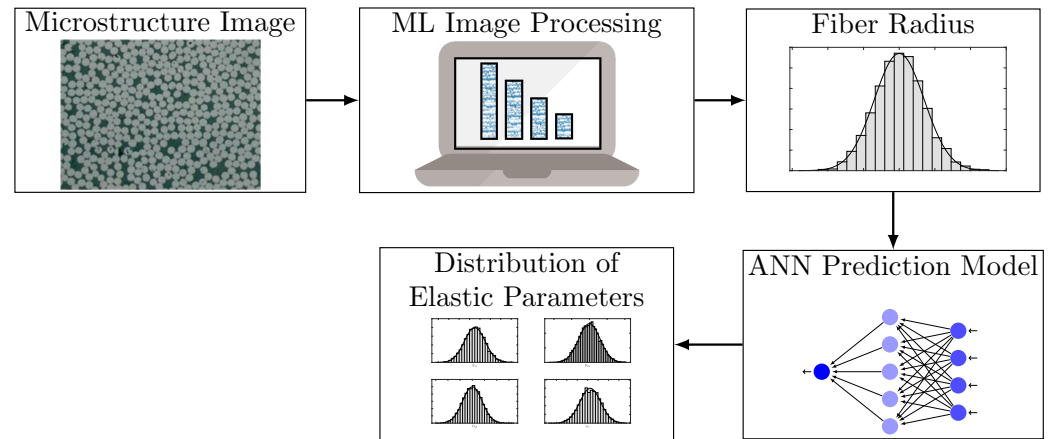 Microstructure Image
ML Image Processing
Fiber Radius
ANN Prediction Model
Distribution of
Elastic Parameters